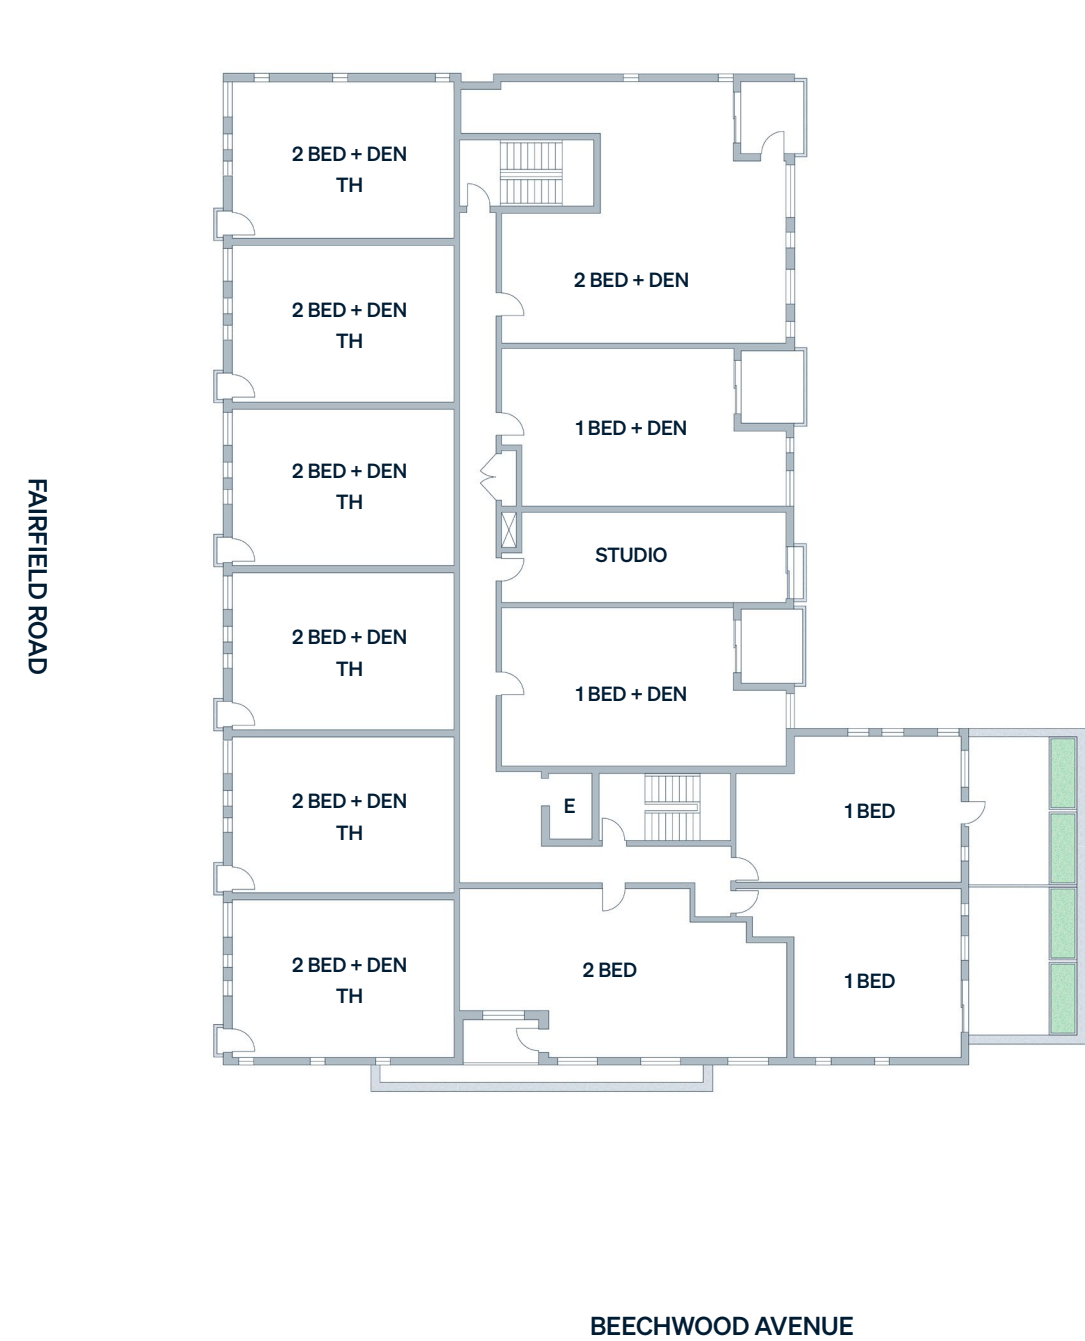 2 BED + DEN
TH
2 BED + DEN
TH
2 BED + DEN
TH
2 BED + DEN
TH
2 BED + DEN
TH
2 BED + DEN
TH
2 BED + DEN
1 BED + DEN
STUDIO
1 BED + DEN
E
1 BED
2 BED
1 BED
FAIRFIELD ROAD
BEECHWOOD AVENUE